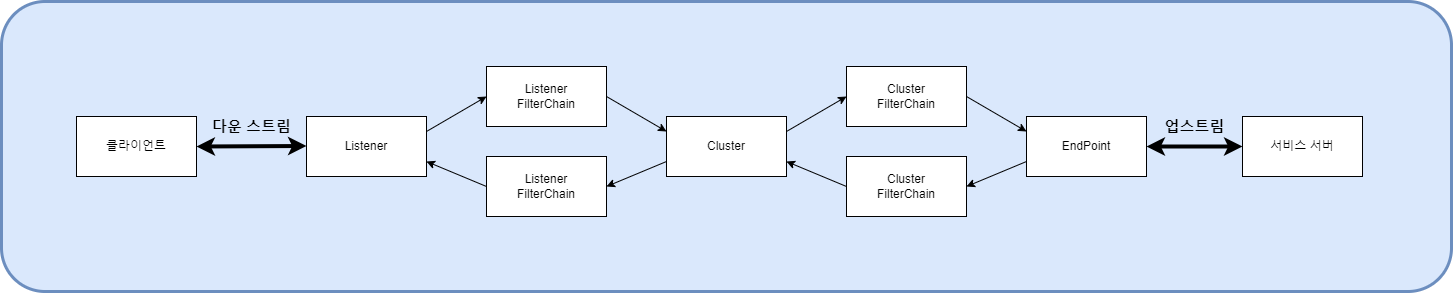 클라이언트
다운 스트림
Listener
Listener
FilterChain
Listener
FilterChain
Cluster
Cluster
FilterChain
Cluster
FilterChain
EndPoint
업스트림
서비스 서버